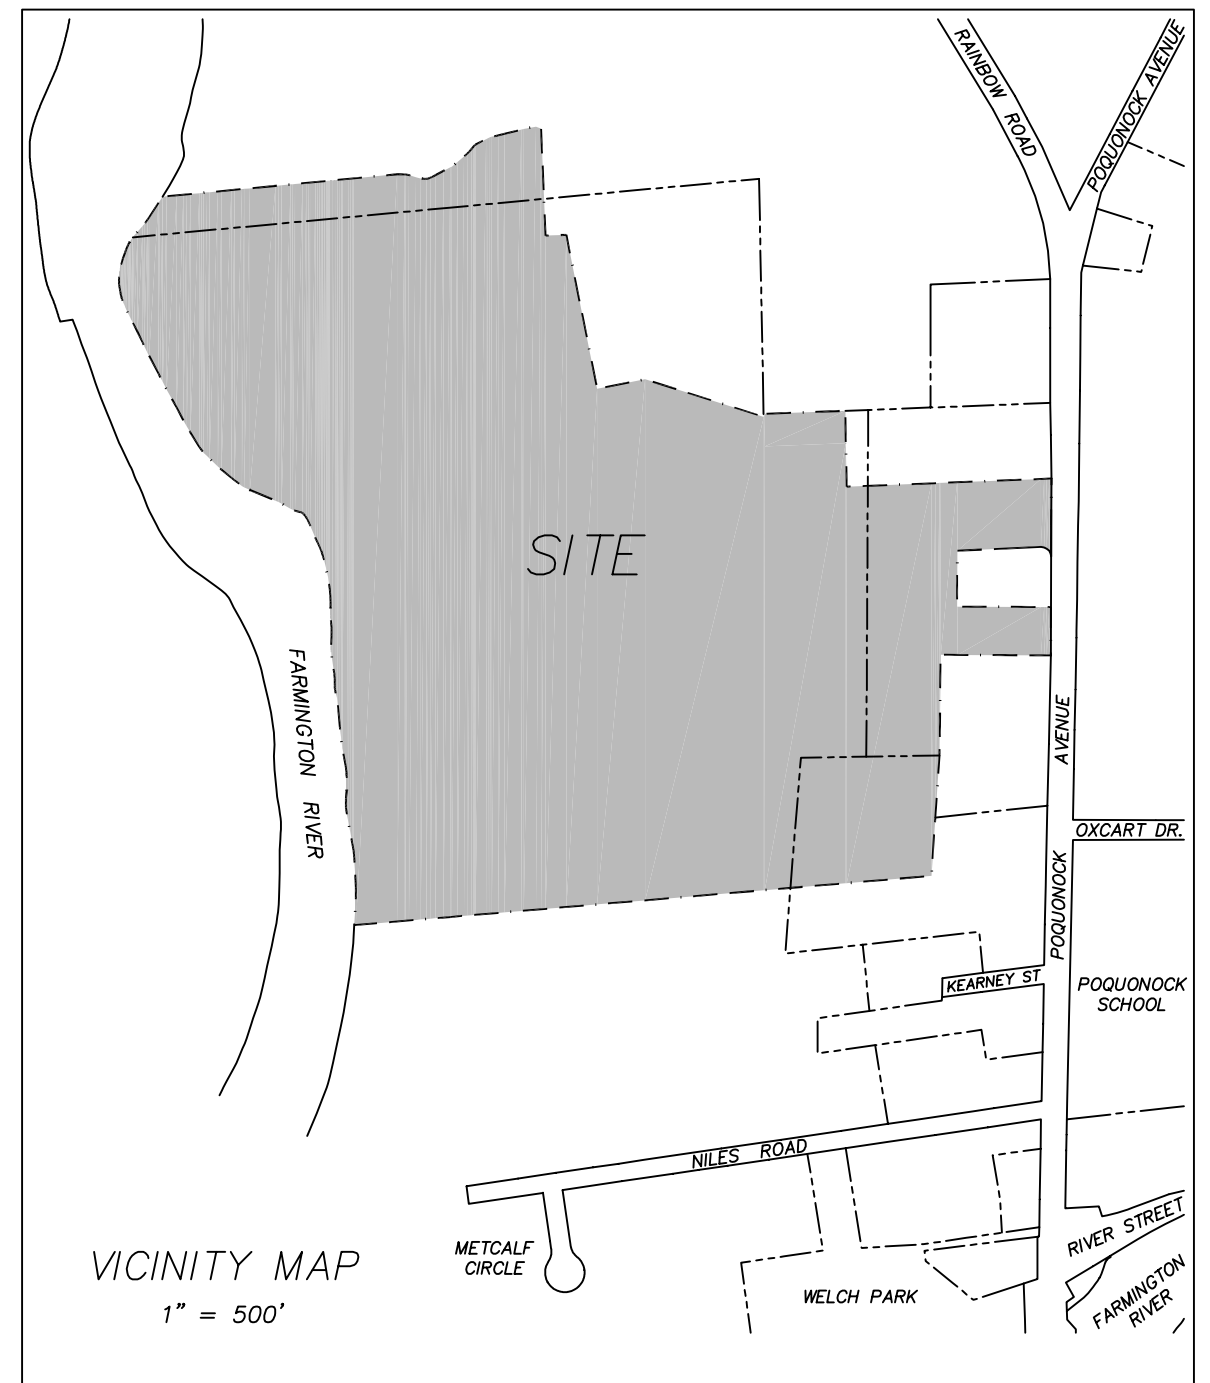 RAINBOW ROAD
POQUONOCK AVENUE
SITE
FARMINGTON RIVER
POQUONOCK AVENUE
OXCART DR.
KEARNEY ST
POQUONOCK
SCHOOL
NILES ROAD
METCALF
CIRCLE
RIVER STREET
WELCH PARK
FARMINGTON
RIVER
VICINITY MAP
1" = 500'